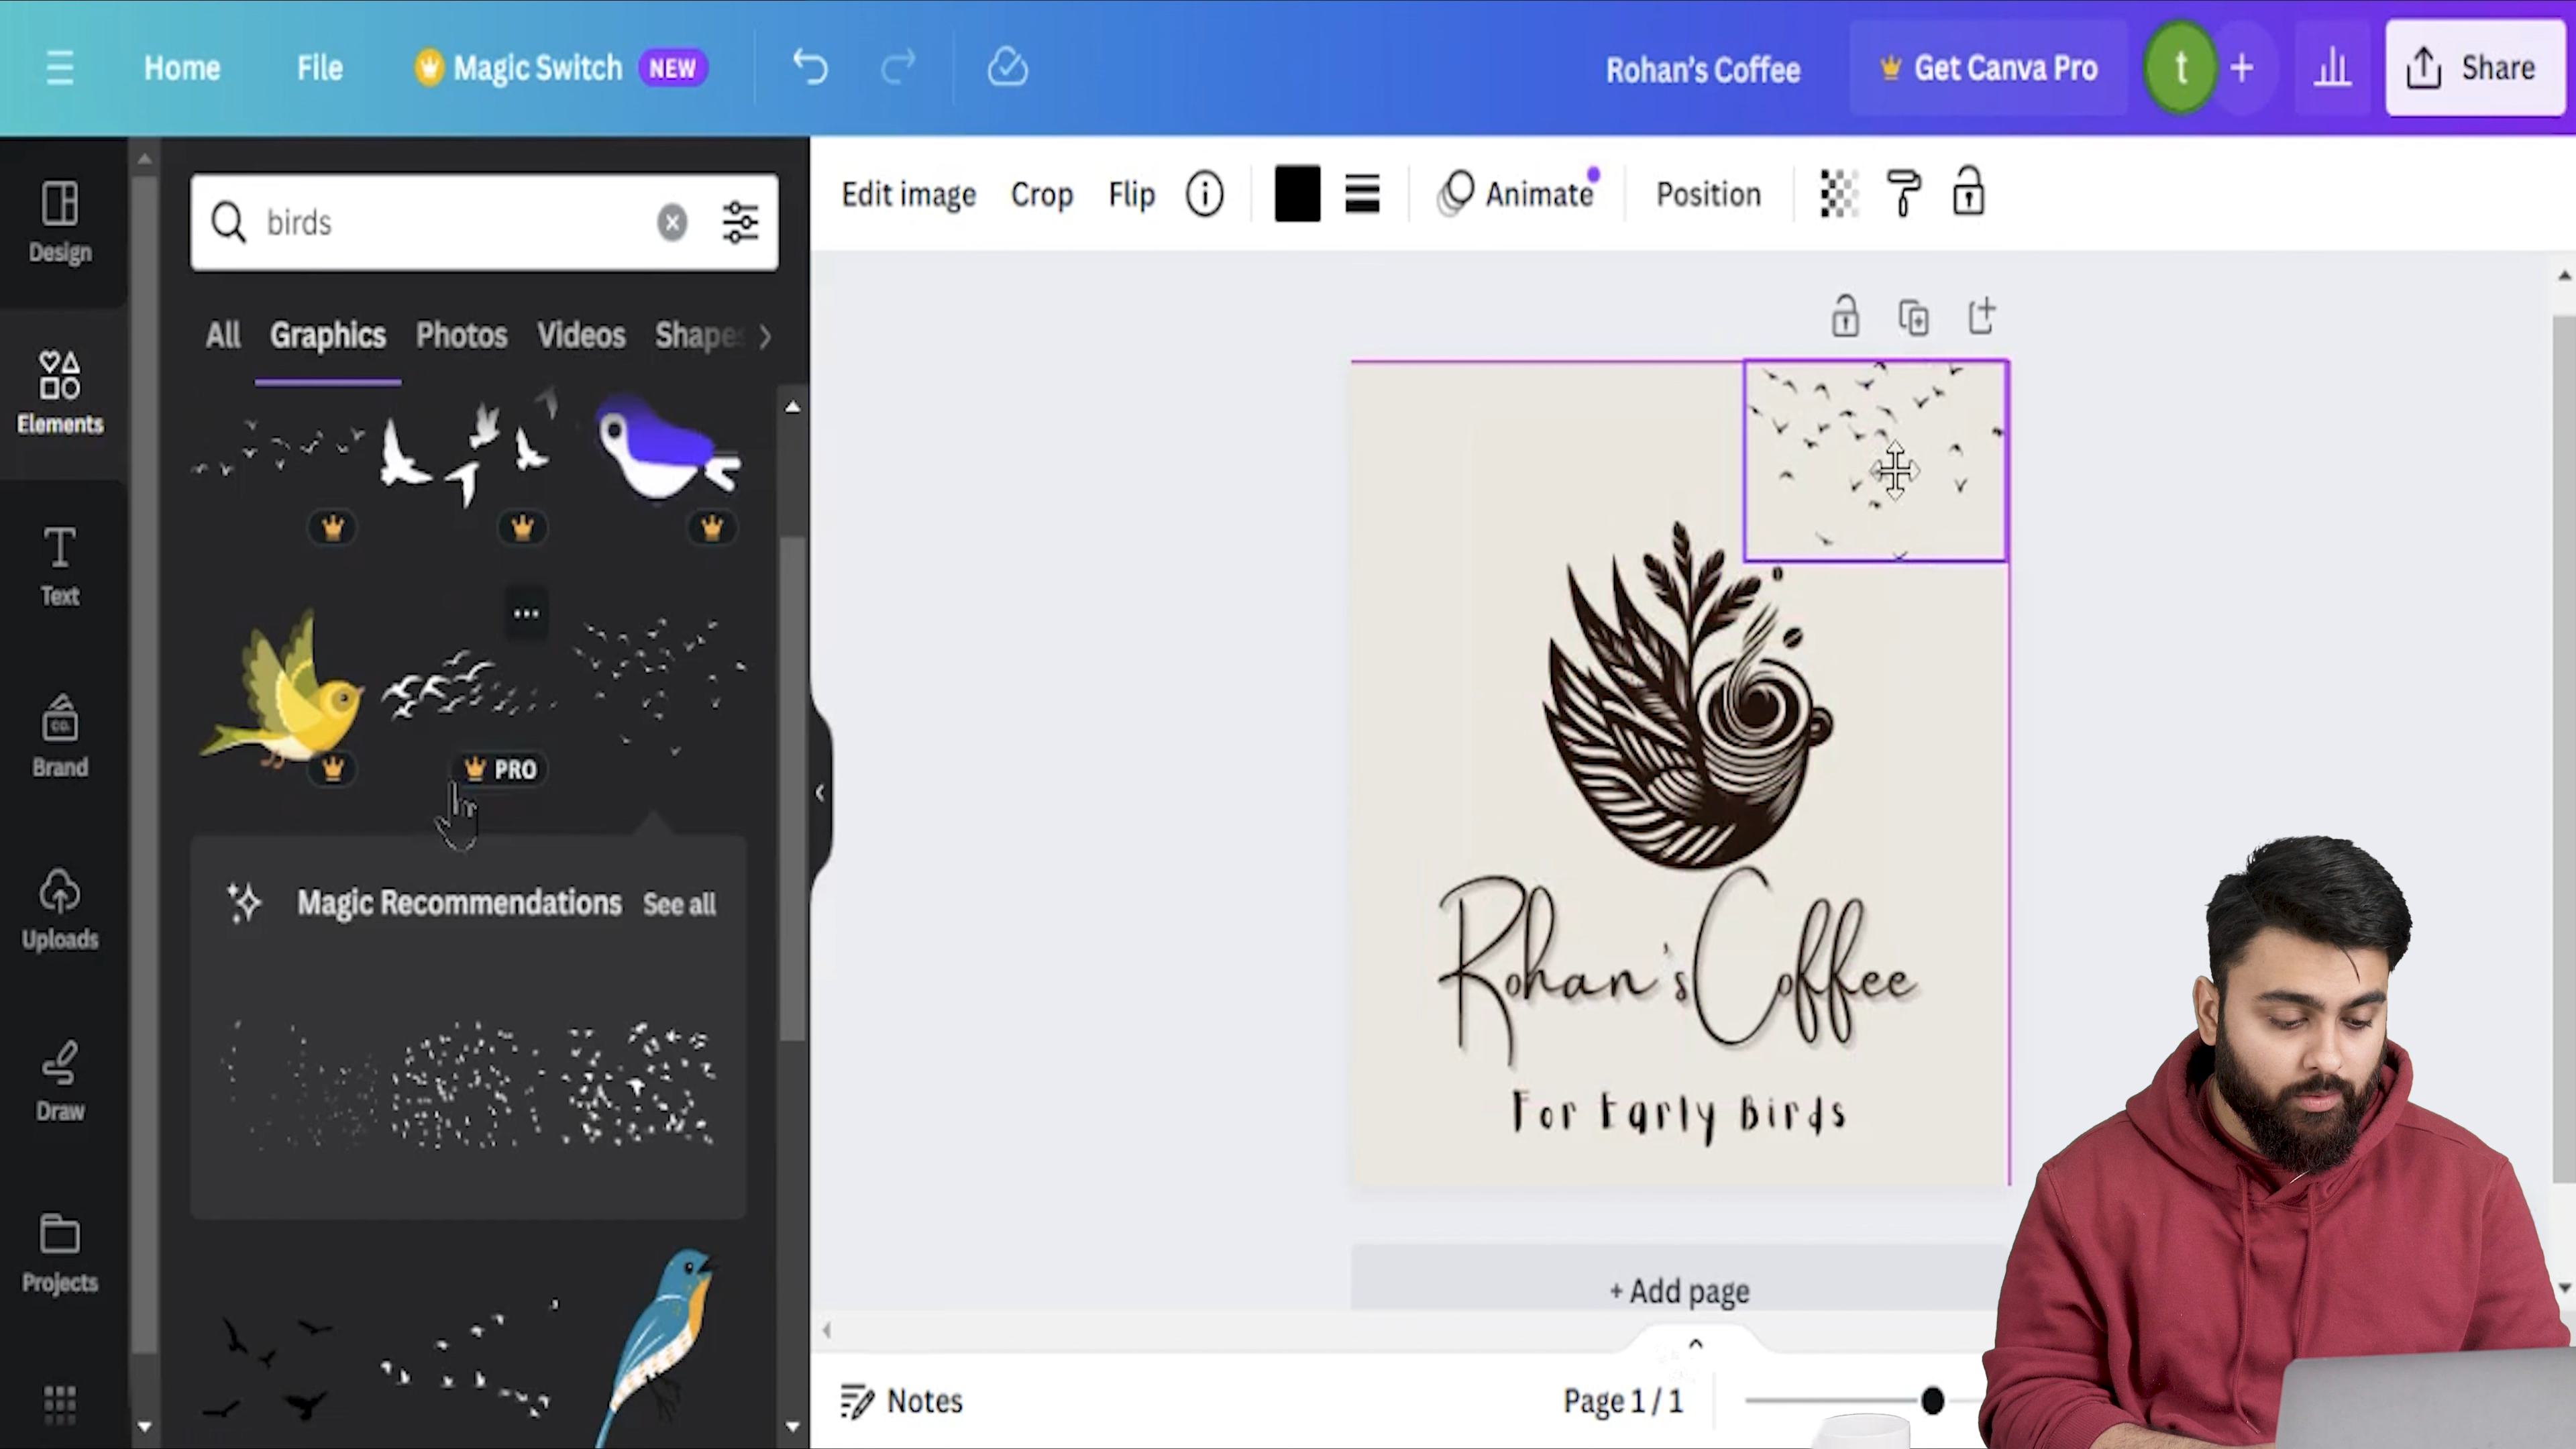 Home File Magic Switch NEW Rohan's Coffee Get Canva Pro t + Share
Design
Elements
Text
Brand
CO.
Uploads
Draw
Projects
birds
All Graphics Photos Videos Shapes
PRO
Magic Recommendations See all
Edit image Crop Flip Animate Position
Rohan's Coffee
For Early Birds
+ Add page
Notes
Page 1 / 1